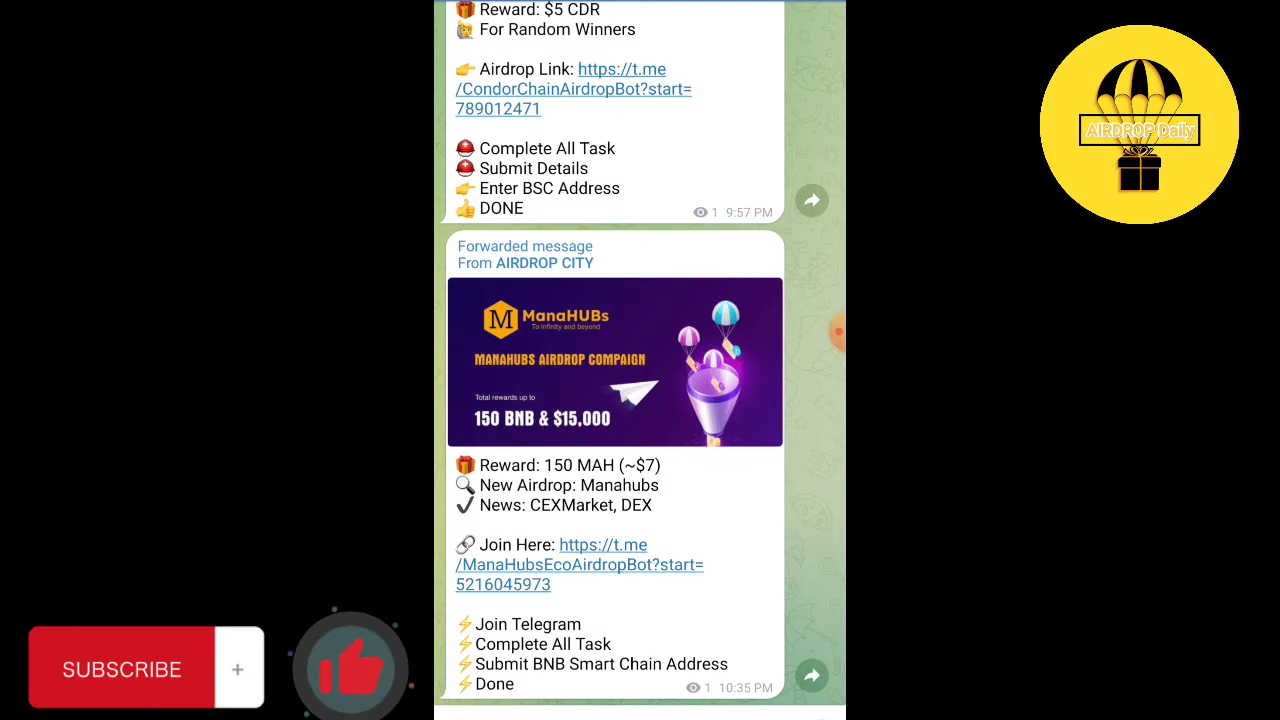 Reward: $5 CDR
For Random Winners
Airdrop Link: https://t.me
/CondorChainAirdropBot?start=
789012471
Complete All Task
Submit Details
Enter BSC Address
DONE
1 9:57 PM
Forwarded message
From AIRDROP CITY
M ManaHUBs
To infinity and beyond
MANAHUBS AIRDROP COMPAIGN
Total rewards up to
150 BNB & $15,000
Reward: 150 MAH (~$7)
New Airdrop: Manahubs
News: CEXMarket, DEX
Join Here: https://t.me
/ManaHubsEcoAirdropBot?start=
5216045973
Join Telegram
Complete All Task
Submit BNB Smart Chain Address
Done
1 10:35 PM
AIRDROP Daily
SUBSCRIBE +